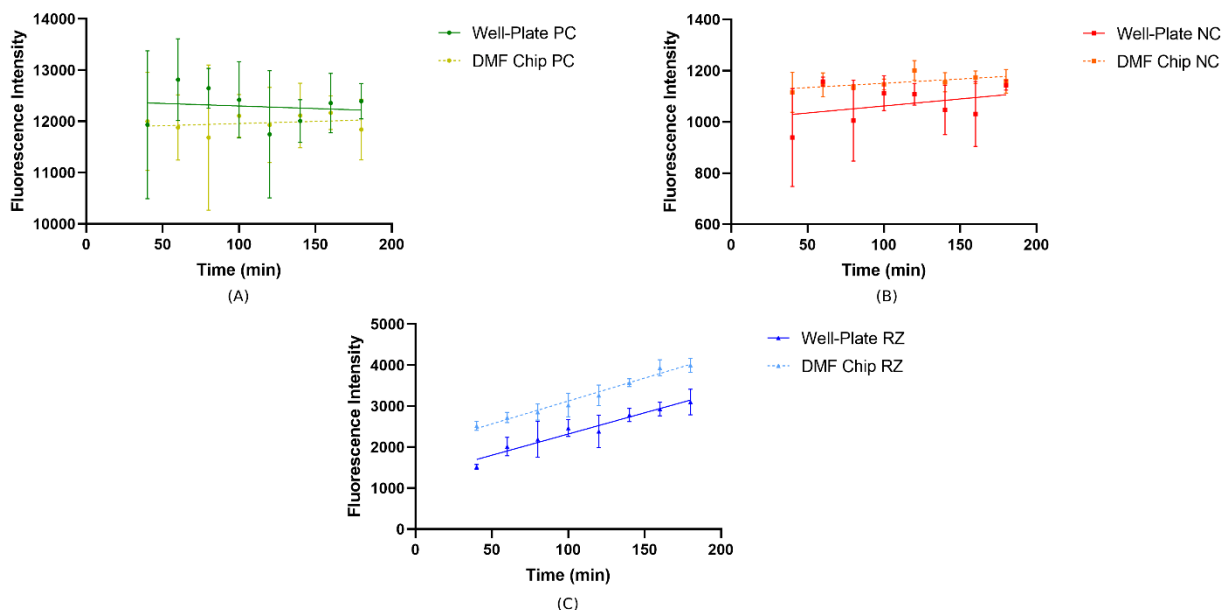 14000
13000
12000
11000
10000
0 50 100 150 200
Fluorescence Intensity
Time (min)
Well-Plate PC
DMF Chip PC
(A)
1400
1200
1000
800
600
0 50 100 150 200
Fluorescence Intensity
Time (min)
Well-Plate NC
DMF Chip NC
(B)
5000
4000
3000
2000
1000
0
0 50 100 150 200
Fluorescence Intensity
Time (min)
Well-Plate RZ
DMF Chip RZ
(C)